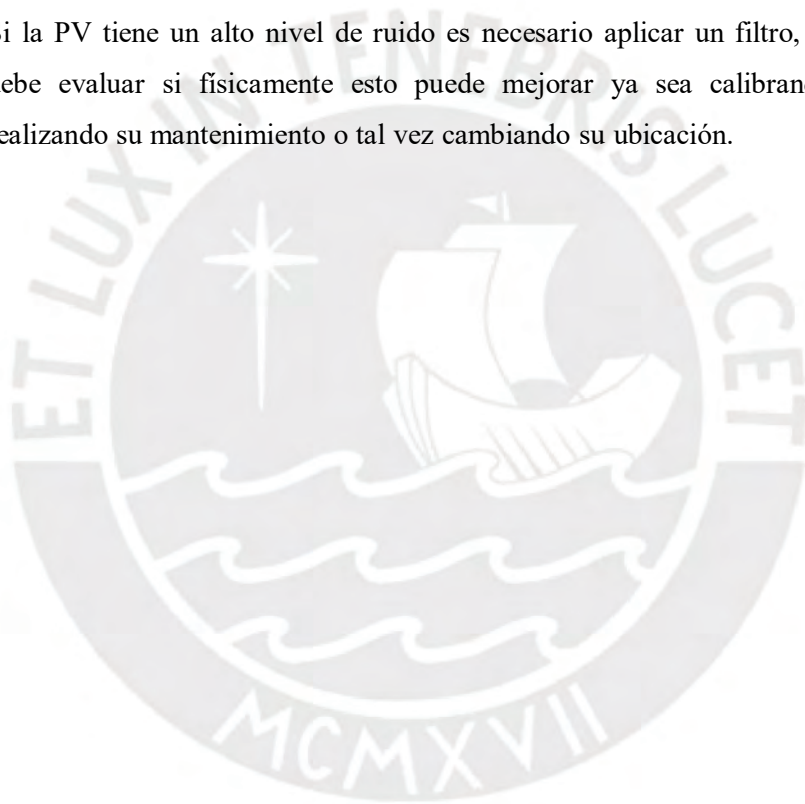 i la PV tiene un alto nivel de ruido es necesario aplicar un filtro,
ebe evaluar si físicamente esto puede mejorar ya sea calibran
ealizando su mantenimiento o tal vez cambiando su ubicación.
ET LUX IN TENEBRIS LUCET
MCMXVII